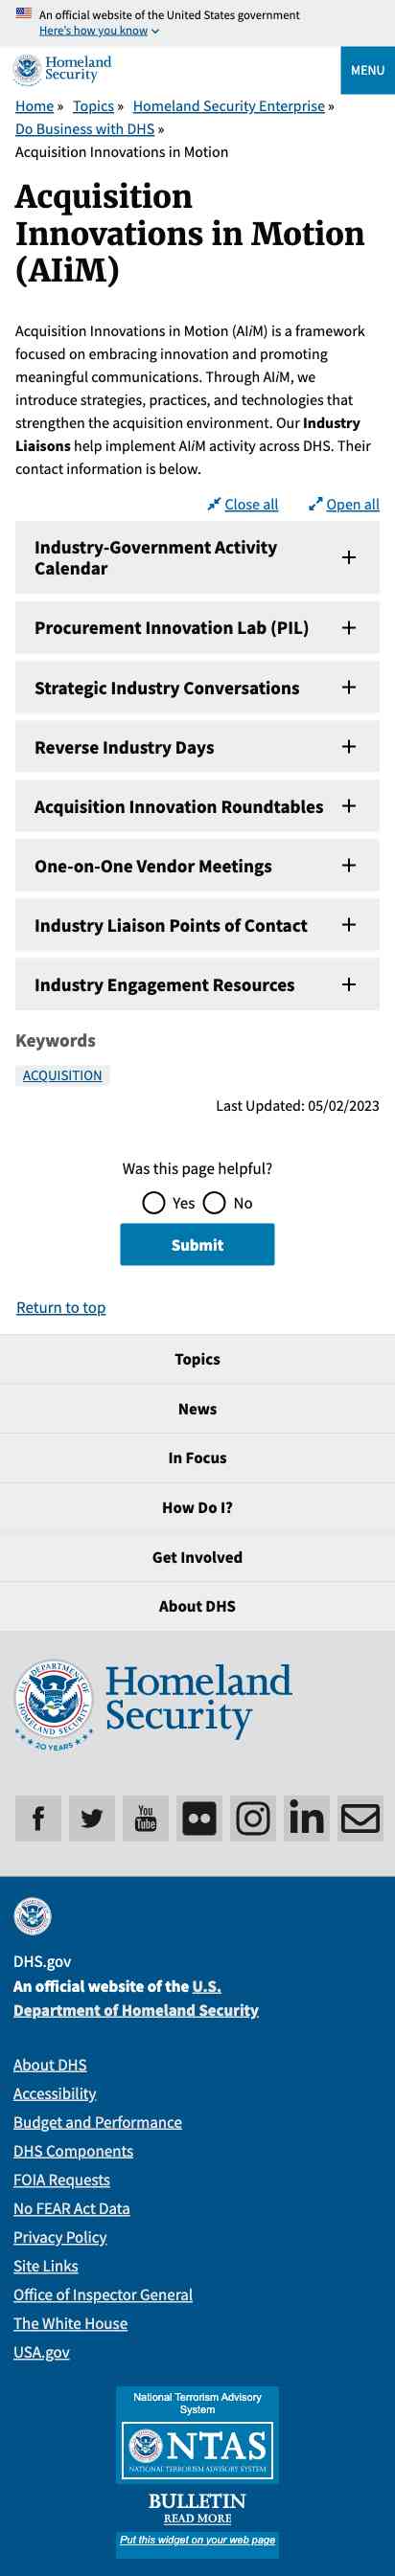 An official website of the United States government
Here's how you know
Homeland
Security
MENU
Home » Topics » Homeland Security Enterprise »
Do Business with DHS »
Acquisition Innovations in Motion
Acquisition
Innovations in Motion
(AIiM)
Acquisition Innovations in Motion (AIiM) is a framework
focused on embracing innovation and promoting
meaningful communications. Through AIiM, we
introduce strategies, practices, and technologies that
strengthen the acquisition environment. Our Industry
Liaisons help implement AIiM activity across DHS. Their
contact information is below.
Close all Open all
Industry-Government Activity
Calendar
Procurement Innovation Lab (PIL)
Strategic Industry Conversations
Reverse Industry Days
Acquisition Innovation Roundtables
One-on-One Vendor Meetings
Industry Liaison Points of Contact
Industry Engagement Resources
Keywords
ACQUISITION
Last Updated: 05/02/2023
Was this page helpful?
Yes No
Submit
Return to top
Topics
News
In Focus
How Do I?
Get Involved
About DHS
U.S. DEPARTMENT OF
HOMELAND SECURITY
20 YEARS
Homeland
Security
You
Tube
in
DHS.gov
An official website of the U.S.
Department of Homeland Security
About DHS
Accessibility
Budget and Performance
DHS Components
FOIA Requests
No FEAR Act Data
Privacy Policy
Site Links
Office of Inspector General
The White House
USA.gov
National Terrorism Advisory
System
NTAS
NATIONAL TERRORISM ADVISORY SYSTEM
BULLETIN
READ MORE
Put this widget on your web page